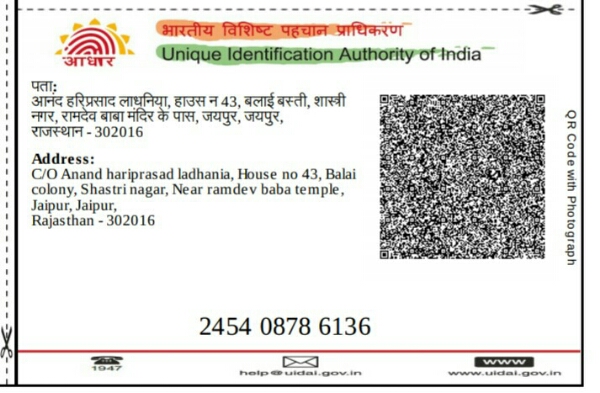 भारतीय विशिष्ट पहचान प्राधिकरण
Unique Identification Authority of India
आधार
पता:
आनंद हरिप्रसाद लाधनिया, हाउस न 43, बलाई बस्ती, शास्त्री
नगर, रामदेव बाबा मंदिर के पास, जयपुर, जयपुर,
राजस्थान - 302016
Address:
C/O Anand hariprasad ladhania, House no 43, Balai
colony, Shastri nagar, Near ramdev baba temple,
Jaipur, Jaipur,
Rajasthan - 302016
QR Code with Photograph
2454 0878 6136
1947
help@uidai.gov.in
www
www.uidai.gov.in